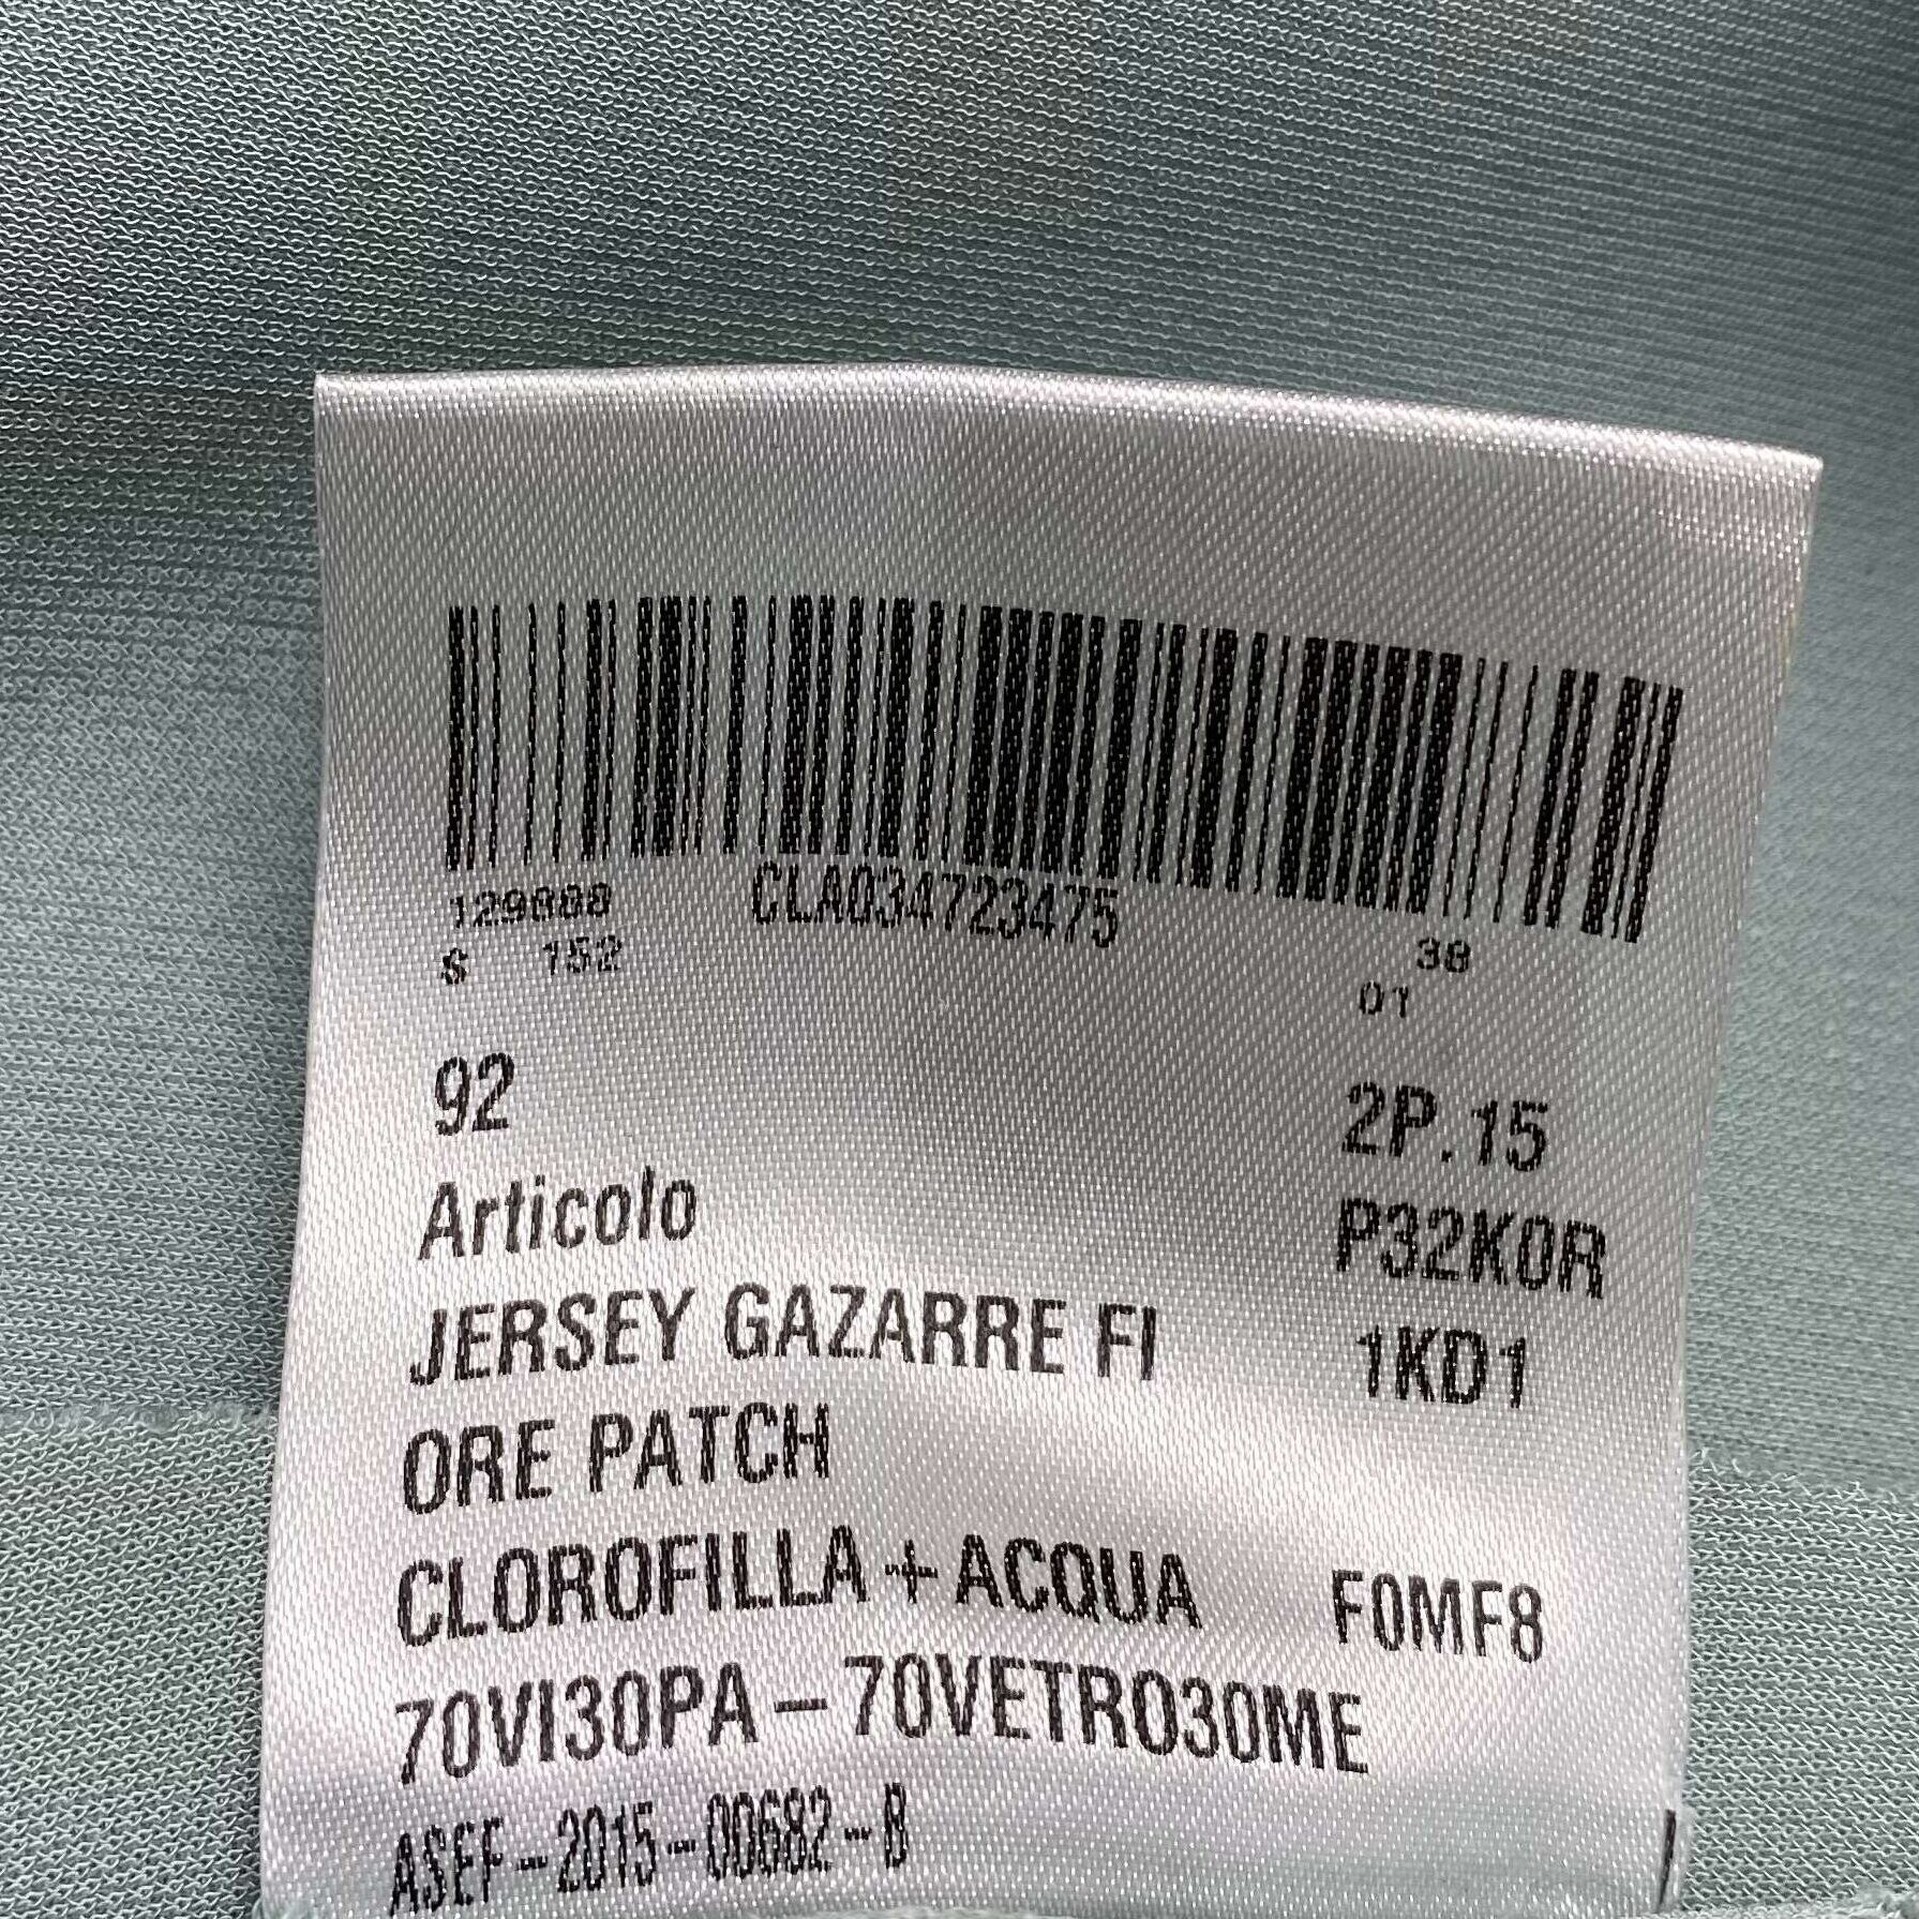 129888 CLA034723475 38
S 152 01
92 2P.15
Articolo P32K0R
JERSEY GAZARRE FI 1KD1
ORE PATCH
CLOROFILLA+ACQUA F0MF8
70VI30PA-70VETRO30ME
ASEF-2015-00682-B